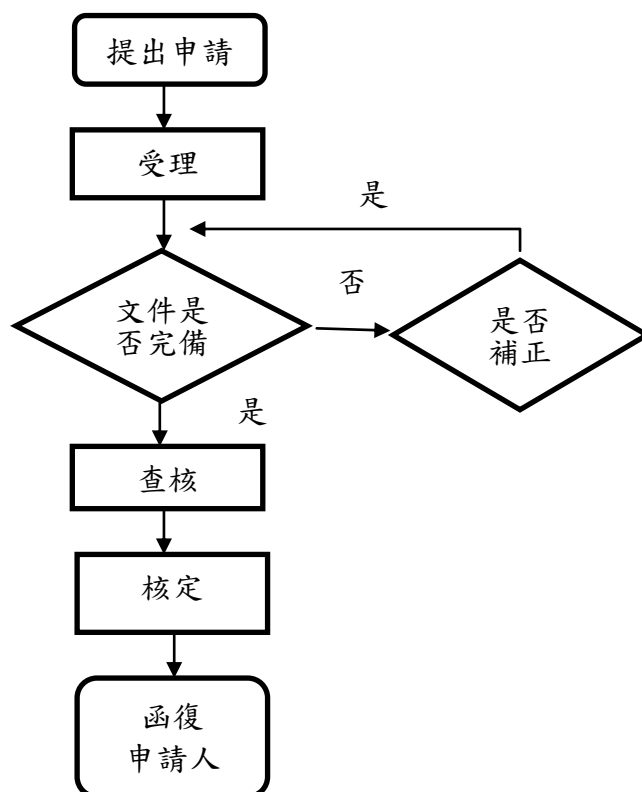 提出申請
受理
是
文件是
否完備
否
是否
補正
是
查核
核定
函復
申請人